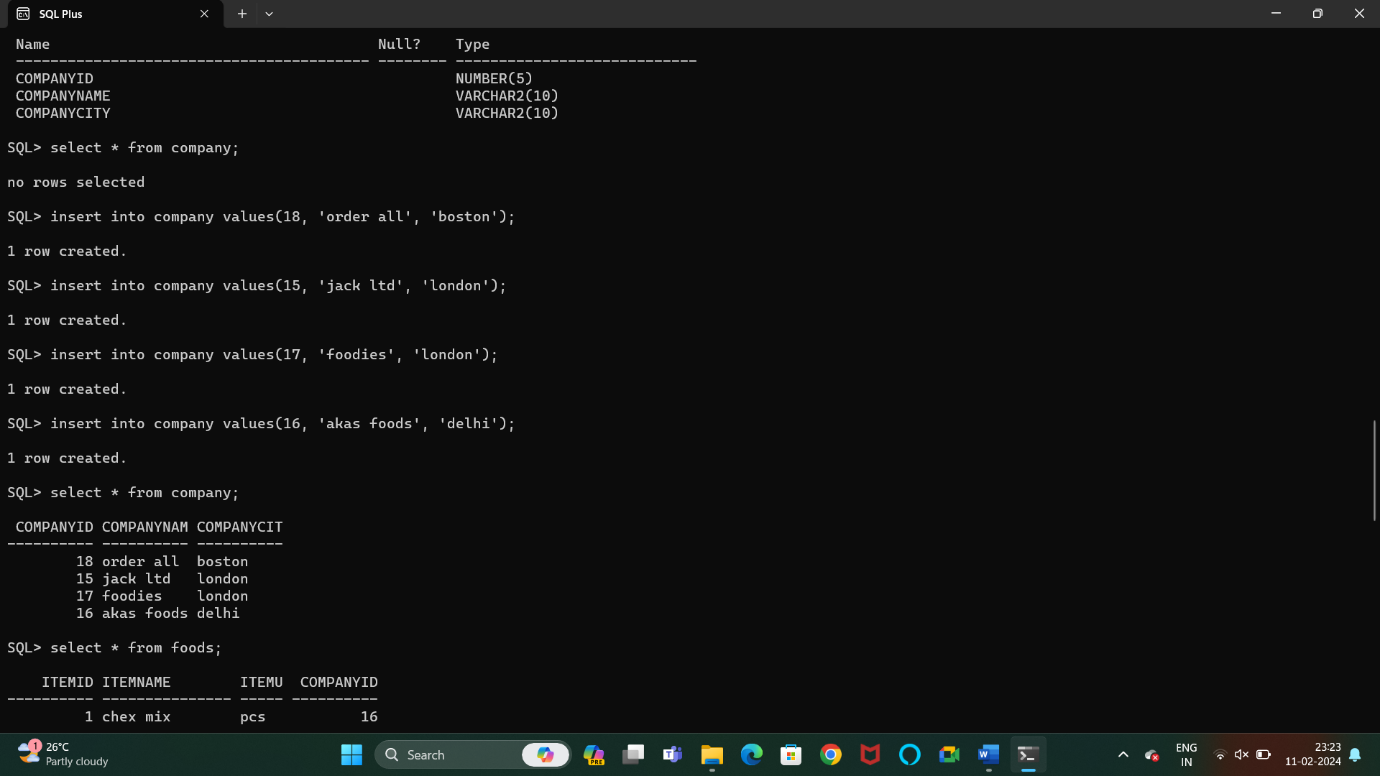 SQL Plus
Name Null? Type
----------------------------------------- -------- ----------------------------
COMPANYID NUMBER(5)
COMPANYNAME VARCHAR2(10)
COMPANYCITY VARCHAR2(10)
SQL> select * from company;
no rows selected
SQL> insert into company values(18, 'order all', 'boston');
1 row created.
SQL> insert into company values(15, 'jack ltd', 'london');
1 row created.
SQL> insert into company values(17, 'foodies', 'london');
1 row created.
SQL> insert into company values(16, 'akas foods', 'delhi');
1 row created.
SQL> select * from company;
COMPANYID COMPANYNAM COMPANYCIT
---------- ---------- ----------
18 order all boston
15 jack ltd london
17 foodies london
16 akas foods delhi
SQL> select * from foods;
ITEMID ITEMNAME ITEMU COMPANYID
---------- --------------- ----- ----------
1 chex mix pcs 16
1
26°C
Partly cloudy
Search
PRE
ENG
IN
23:23
11-02-2024